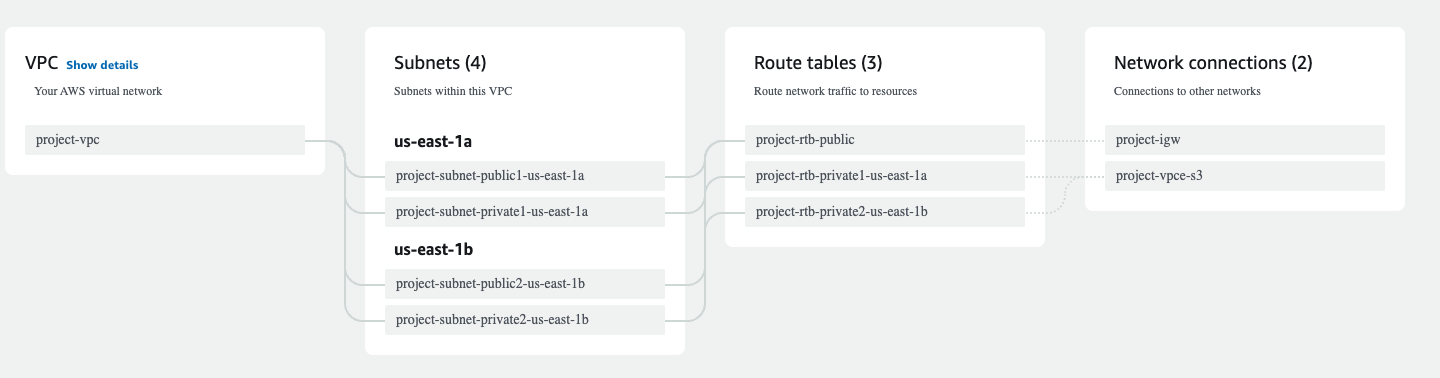 VPC Show details
Your AWS virtual network
project-vpc
Subnets (4)
Subnets within this VPC
us-east-1a
project-subnet-public1-us-east-1a
project-subnet-private1-us-east-1a
us-east-1b
project-subnet-public2-us-east-1b
project-subnet-private2-us-east-1b
Route tables (3)
Route network traffic to resources
project-rtb-public
project-rtb-private1-us-east-1a
project-rtb-private2-us-east-1b
Network connections (2)
Connections to other networks
project-igw
project-vpce-s3